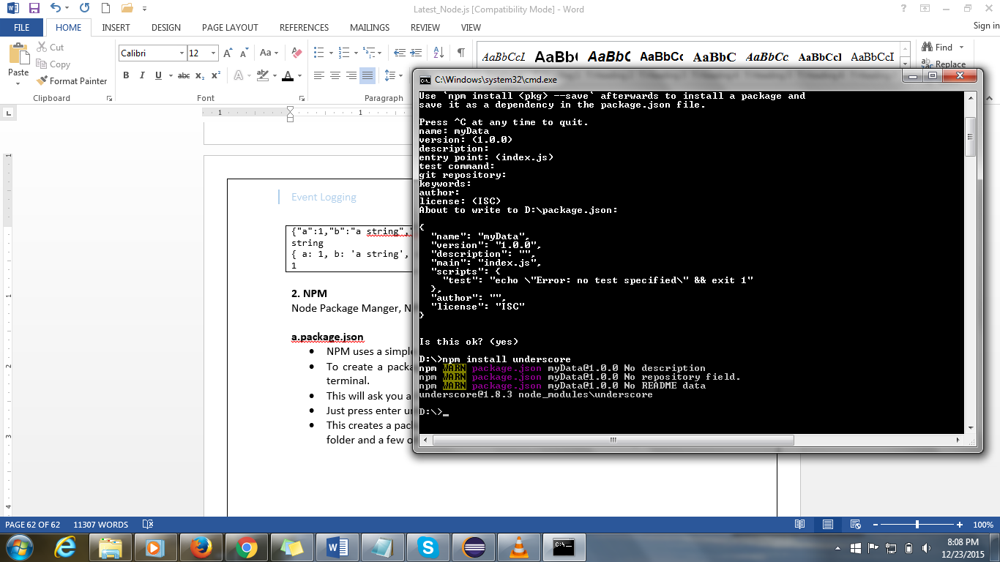 Latest_Node.js [Compatibility Mode] - Word
FILE HOME INSERT DESIGN PAGE LAYOUT REFERENCES MAILINGS REVIEW VIEW Sign in
Paste
Cut
Copy
Format Painter
Clipboard
Calibri 12
Font
Paragraph
AaBbCcI AaBb AaBbC AaBbCc AaBbC AaBbCc AaBbCcI AaBbCcI
Find
Replace
Event Logging
{"a":1,"b":"a string","
string
{ a: 1, b: 'a string',
1
2. NPM
Node Package Manger, N
a.package.json
NPM uses a simple
To create a packa
terminal.
This will ask you a
Just press enter un
This creates a pack
folder and a few o
C:\Windows\system32\cmd.exe
Use `npm install <pkg> --save` afterwards to install a package and
save it as a dependency in the package.json file.
Press ^C at any time to quit.
name: myData
version: (1.0.0)
description:
entry point: (index.js)
test command:
git repository:
keywords:
author:
license: (ISC)
About to write to D:\package.json:
{
"name": "myData",
"version": "1.0.0",
"description": "",
"main": "index.js",
"scripts": {
"test": "echo \"Error: no test specified\" && exit 1"
},
"author": "",
"license": "ISC"
}
Is this ok? (yes)
D:\>npm install underscore
npm WARN package.json myData@1.0.0 No description
npm WARN package.json myData@1.0.0 No repository field.
npm WARN package.json myData@1.0.0 No README data
underscore@1.8.3 node_modules\underscore
D:\>_
PAGE 62 OF 62 11307 WORDS 100%
8:08 PM
12/23/2015